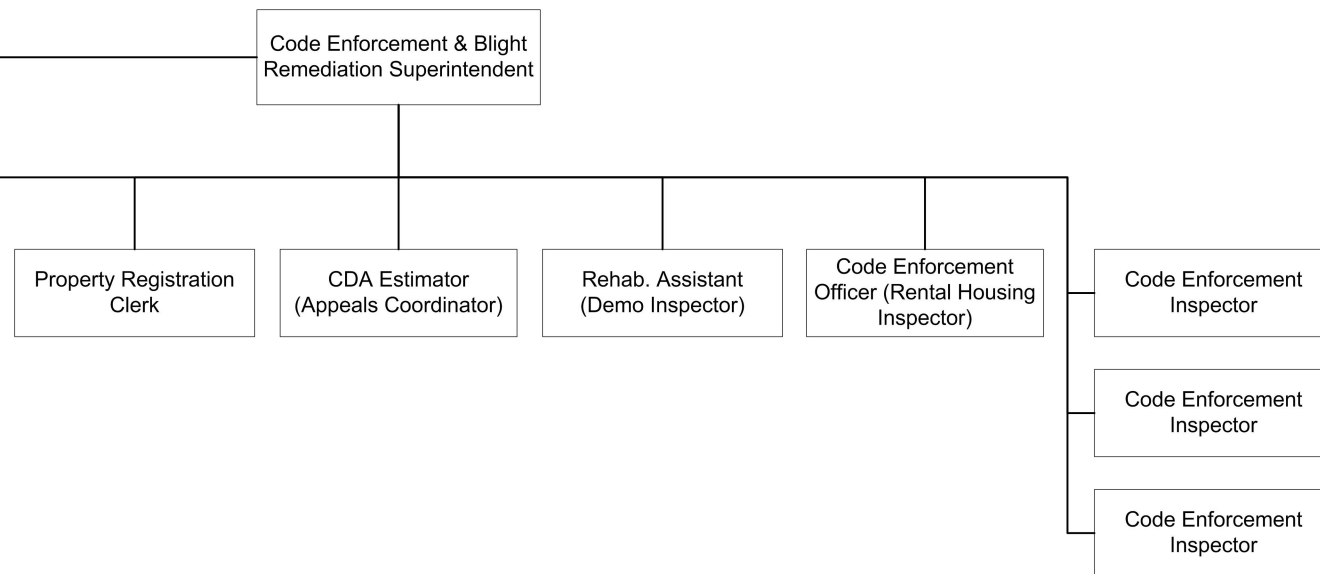 Code Enforcement & Blight
Remediation Superintendent
Property Registration
Clerk
CDA Estimator
(Appeals Coordinator)
Rehab. Assistant
(Demo Inspector)
Code Enforcement
Officer (Rental Housing
Inspector)
Code Enforcement
Inspector
Code Enforcement
Inspector
Code Enforcement
Inspector